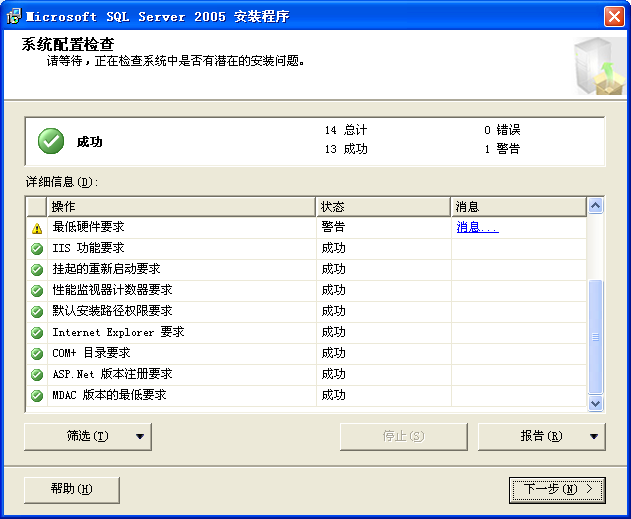 Microsoft SQL Server 2005 安装程序
系统配置检查
请等待，正在检查系统中是否有潜在的安装问题。
成功
14 总计
0 错误
13 成功
1 警告
详细信息(D):
操作 状态 消息
最低硬件要求 警告 消息...
IIS 功能要求 成功
挂起的重新启动要求 成功
性能监视器计数器要求 成功
默认安装路径权限要求 成功
Internet Explorer 要求 成功
COM+ 目录要求 成功
ASP.Net 版本注册要求 成功
MDAC 版本的最低要求 成功
筛选(T) 停止(S) 报告(R)
帮助(H) 下一步(N) >